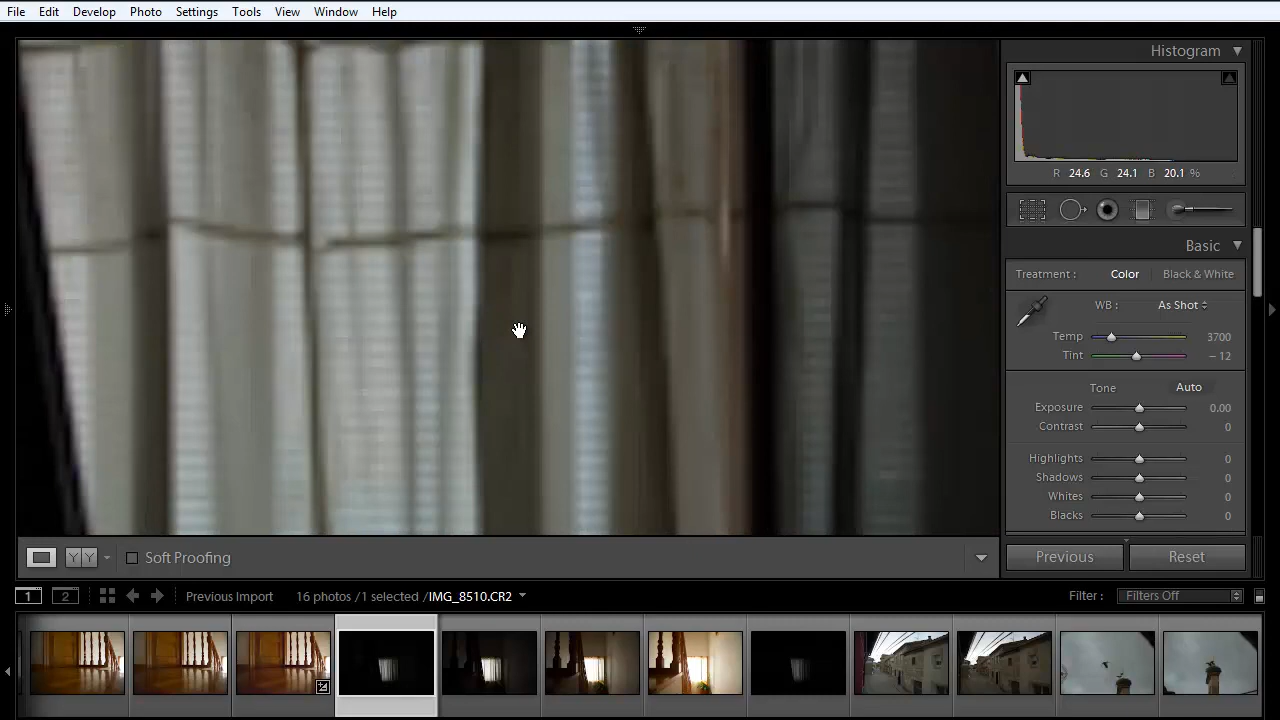 File Edit Develop Photo Settings Tools View Window Help
Histogram
R 24.6 G 24.1 B 20.1 %
Basic
Treatment : Color Black & White
WB : As Shot
Temp 3700
Tint – 12
Tone Auto
Exposure 0.00
Contrast 0
Highlights 0
Shadows 0
Whites 0
Blacks 0
Y Y Soft Proofing
Previous Reset
1 2 Previous Import 16 photos /1 selected /IMG_8510.CR2 Filter : Filters Off